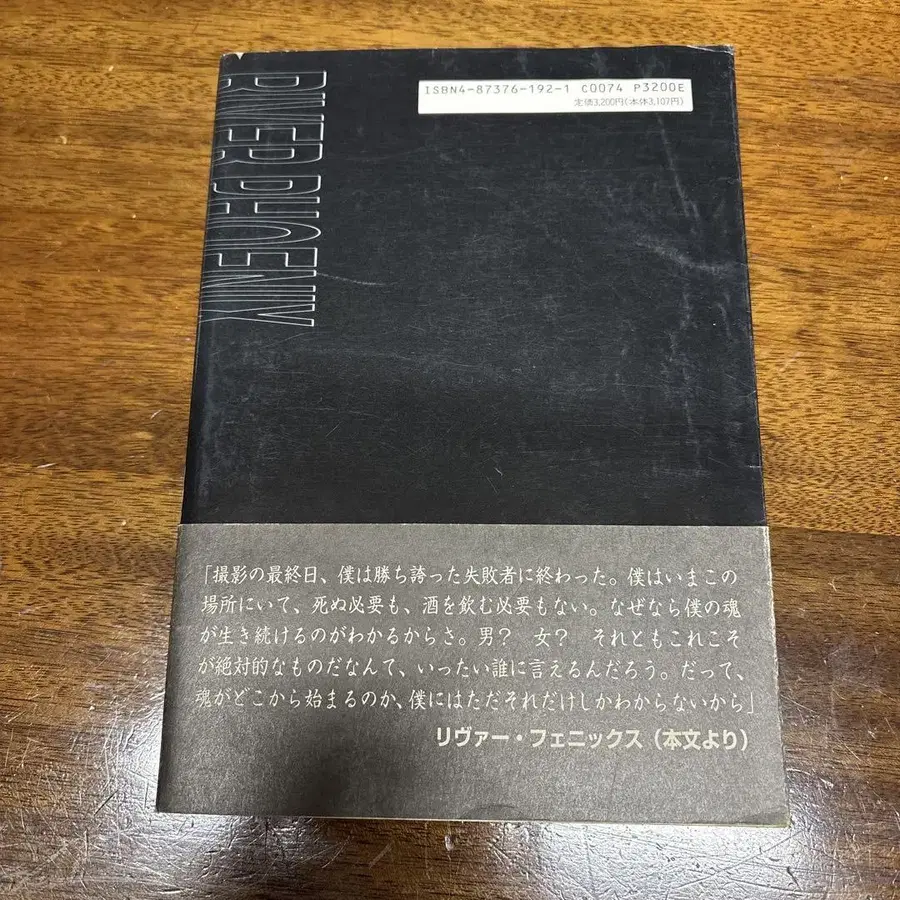 RIVER PHOENIX
ISBN4-87376-192-1 C0074 P3200E
定価3,200円(本体3,107円)
「撮影の最終日、僕は勝ち誇った失敗者に終わった。僕はいまこの
場所にいて、死ぬ必要も、酒を飲む必要もない。なぜなら僕の魂
が生き続けるのがわかるからさ。男? 女? それともこれこそ
が絶対的なものだなんて、いったい誰に言えるんだろう。だって、
魂がどこから始まるのか、僕にはただそれだけしかわからないから」
リヴァー・フェニックス(本文より)